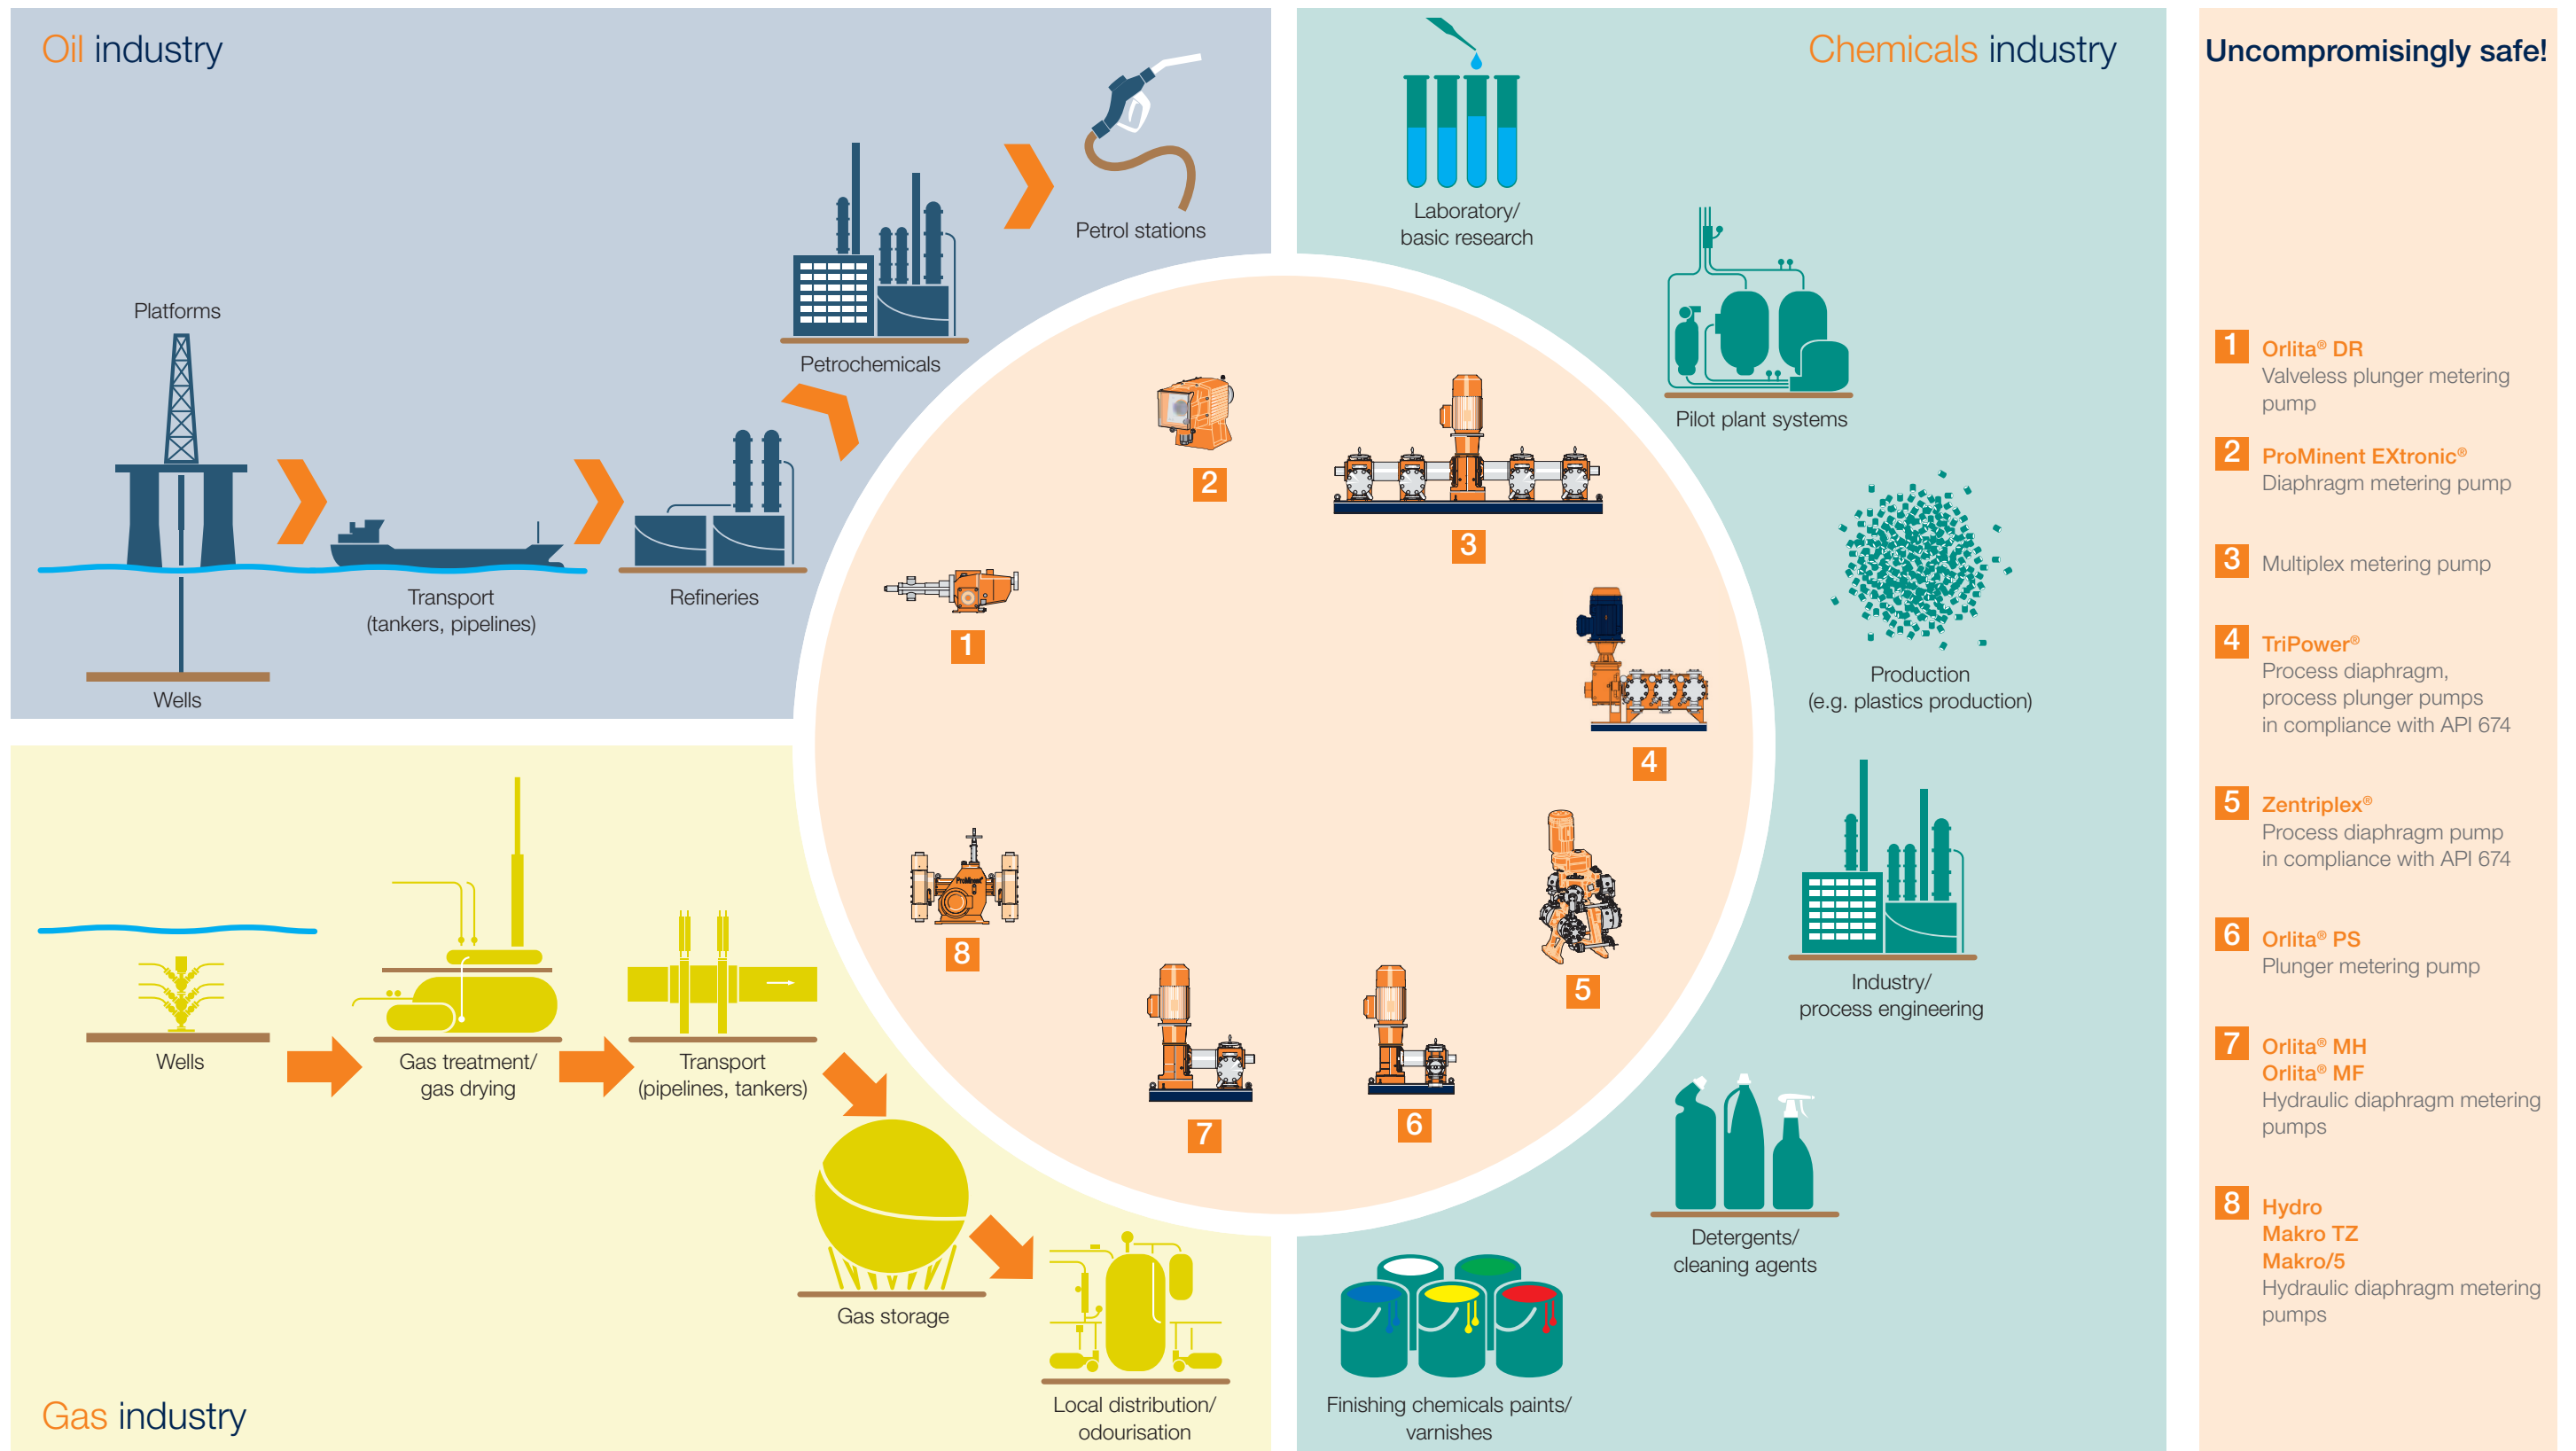 Oil industry
Petrol stations
Petrochemicals
Platforms
Transport
(tankers, pipelines)
Refineries
Wells
Chemicals industry
Laboratory/
basic research
Pilot plant systems
Production
(e.g. plastics production)
Industry/
process engineering
Detergents/
cleaning agents
Finishing chemicals paints/
varnishes
Gas industry
Wells
Gas treatment/
gas drying
Transport
(pipelines, tankers)
Gas storage
Local distribution/
odourisation
1
2
3
4
5
6
7
8
ProMinent
Uncompromisingly safe!
1 Orlita® DR
Valveless plunger metering
pump
2 ProMinent EXtronic®
Diaphragm metering pump
3 Multiplex metering pump
4 TriPower®
Process diaphragm,
process plunger pumps
in compliance with API 674
5 Zentriplex®
Process diaphragm pump
in compliance with API 674
6 Orlita® PS
Plunger metering pump
7 Orlita® MH
Orlita® MF
Hydraulic diaphragm metering
pumps
8 Hydro
Makro TZ
Makro/5
Hydraulic diaphragm metering
pumps